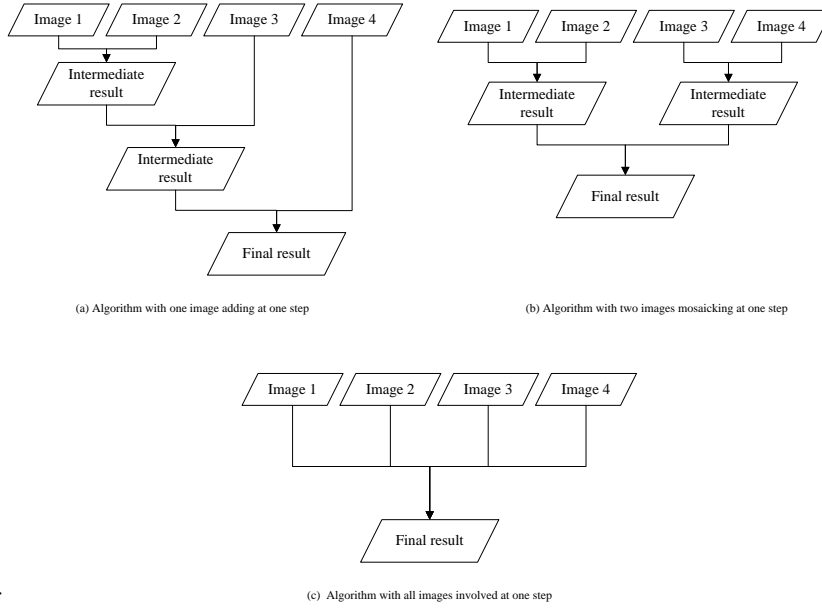 Image 1
Image 2
Image 3
Image 4
Intermediate
result
Intermediate
result
Final result
(a) Algorithm with one image adding at one step
Image 1
Image 2
Image 3
Image 4
Intermediate
result
Intermediate
result
Final result
(b) Algorithm with two images mosaicking at one step
Image 1
Image 2
Image 3
Image 4
Final result
.
(c) Algorithm with all images involved at one step